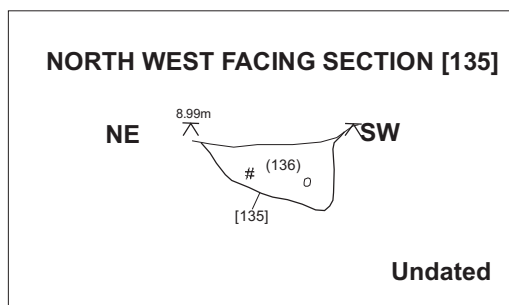 NORTH WEST FACING SECTION [135]
8.99m
NE
SW
(136)
#
[135]
Undated